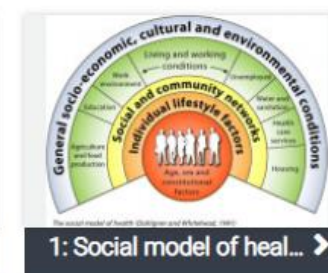 General socio-economic, cultural and environmental conditions
Living and working
conditions
Work
environment
Unemployment
Education
Water and
sanitation
Agriculture
and food
production
Health
care
services
Housing
Social and community networks
Individual lifestyle factors
Age, sex and
constitutional
factors
The social model of health (Dahlgren and Whitehead, 1991)
1: Social model of heal...